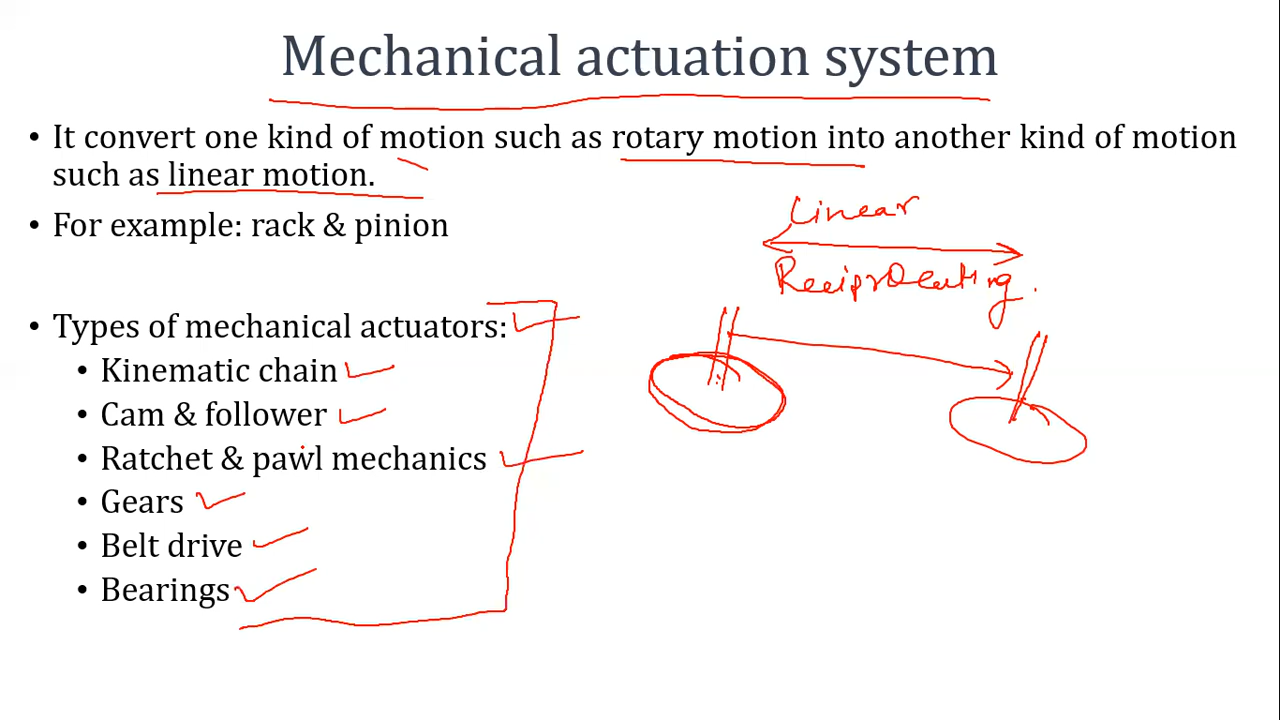 Mechanical actuation system
• It convert one kind of motion such as rotary motion into another kind of motion
such as linear motion.
• For example: rack & pinion
Linear
Reciprocating.
• Types of mechanical actuators:
• Kinematic chain
• Cam & follower
• Ratchet & pawl mechanics
• Gears
• Belt drive
• Bearings